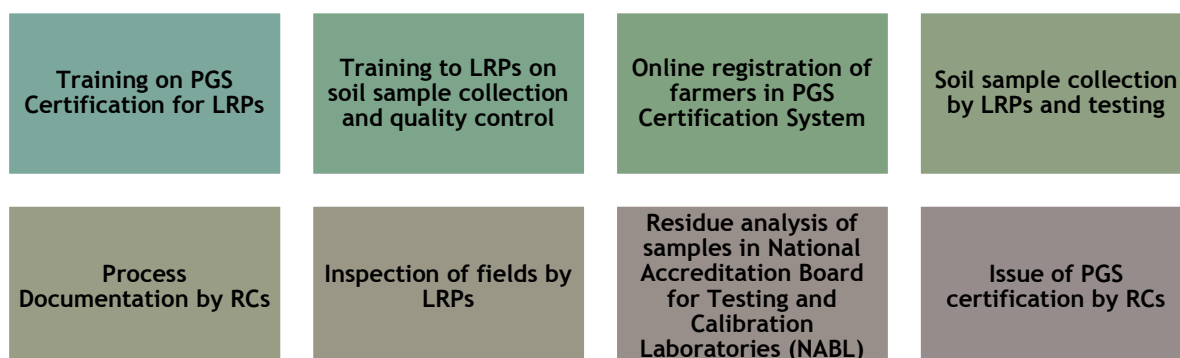 Training on PGS
Certification for LRPs
Training to LRPs on
soil sample collection
and quality control
Online registration of
farmers in PGS
Certification System
Soil sample collection
by LRPs and testing
Process
Documentation by RCs
Inspection of fields by
LRPs
Residue analysis of
samples in National
Accreditation Board
for Testing and
Calibration
Laboratories (NABL)
Issue of PGS
certification by RCs